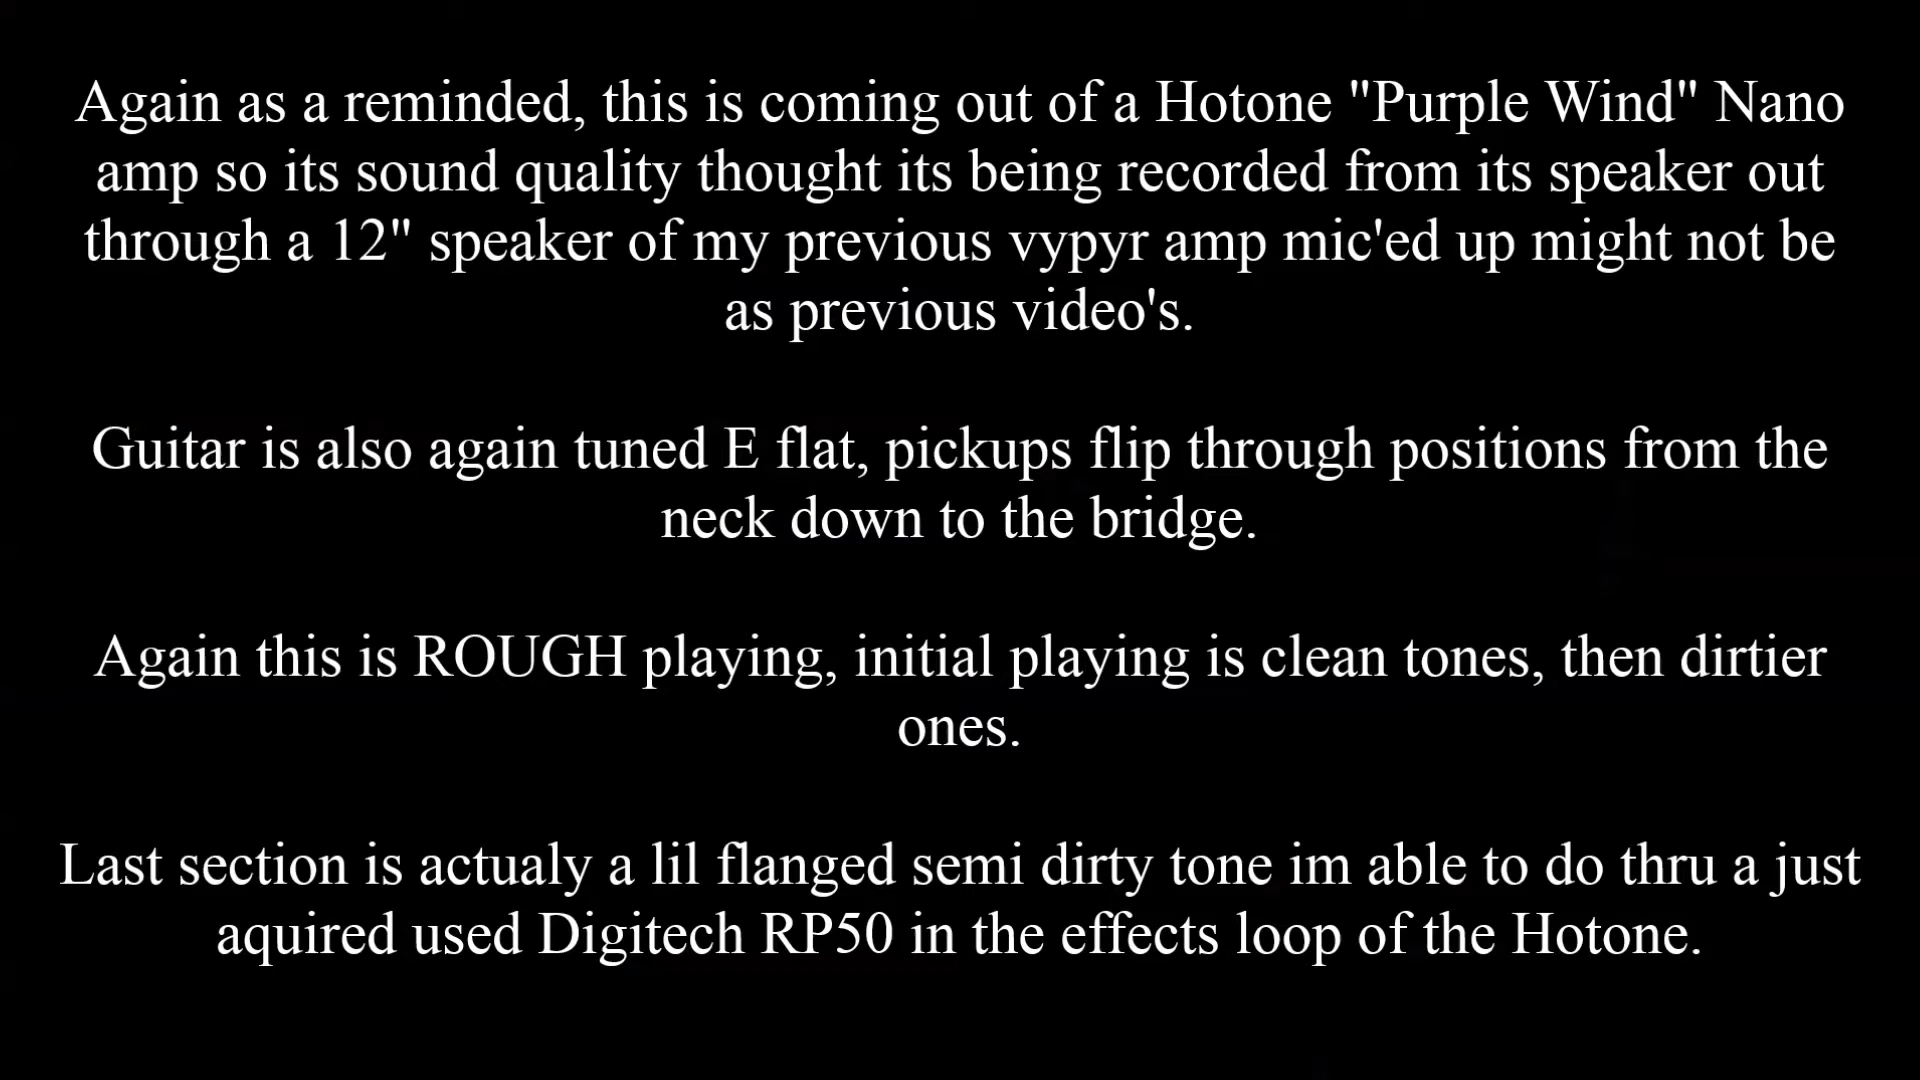 Again as a reminded, this is coming out of a Hotone "Purple Wind" Nano
amp so its sound quality thought its being recorded from its speaker out
through a 12" speaker of my previous vypyr amp mic'ed up might not be
as previous video's.
Guitar is also again tuned E flat, pickups flip through positions from the
neck down to the bridge.
Again this is ROUGH playing, initial playing is clean tones, then dirtier
ones.
Last section is actualy a lil flanged semi dirty tone im able to do thru a just
aquired used Digitech RP50 in the effects loop of the Hotone.